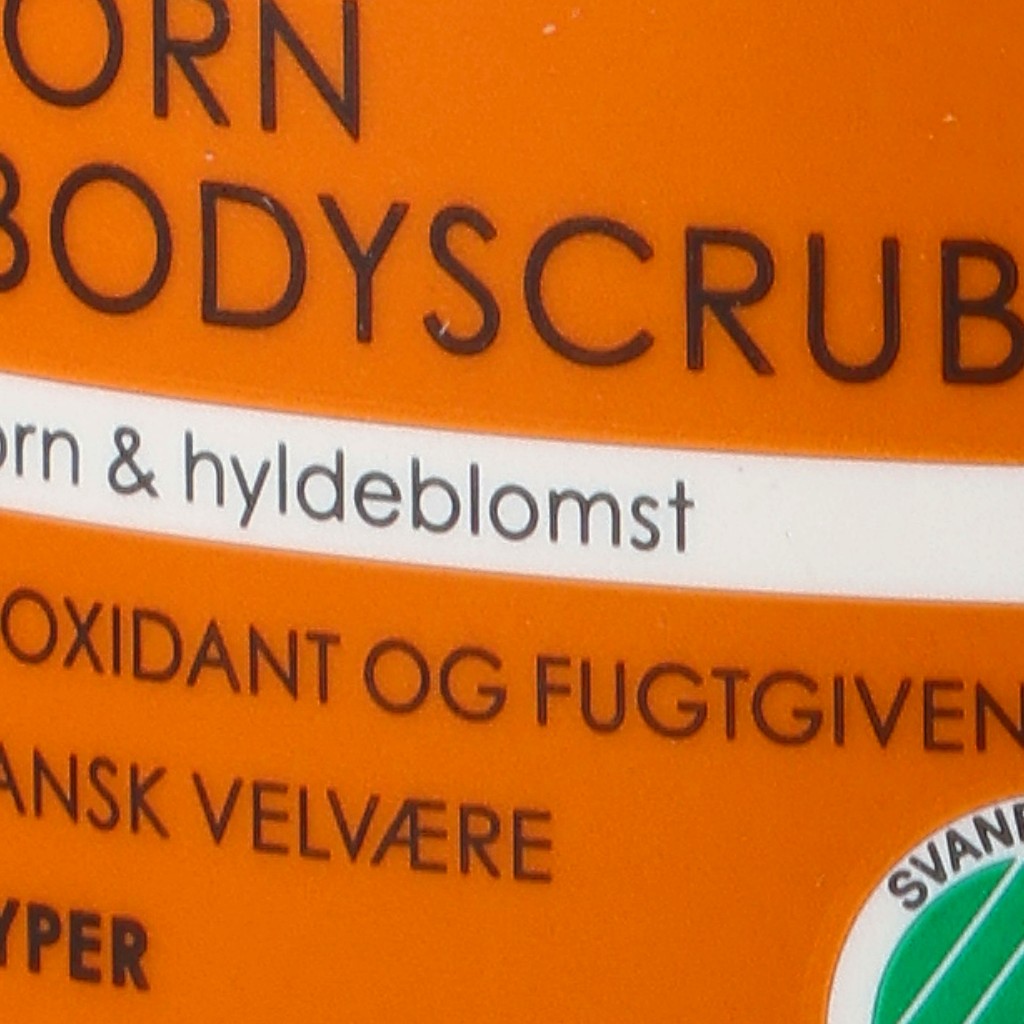 ORN
BODYSCRUB
orn & hyldeblomst
OXIDANT OG FUGTGIVEN
ANSK VELVÆRE
YPER
SVANE